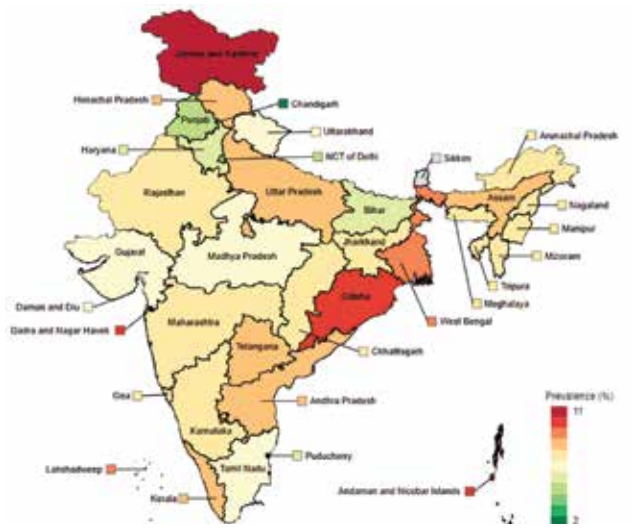 Jammu and Kashmir
Himachal Pradesh
Chandigarh
Punjab
Uttarakhand
Haryana
NCT of Delhi
Arunachal Pradesh
Sikkim
Rajasthan
Uttar Pradesh
Assam
Bihar
Nagaland
Jharkhand
Manipur
Gujarat
Madhya Pradesh
Mizoram
Tripura
Meghalaya
Daman and Diu
Odisha
West Bengal
Dadra and Nagar Haveli
Maharashtra
Telangana
Chhattisgarh
Goa
Andhra Pradesh
Prevalence (%)
11
Karnataka
Puducherry
Lakshadweep
Tamil Nadu
Andaman and Nicobar Islands
Kerala
2